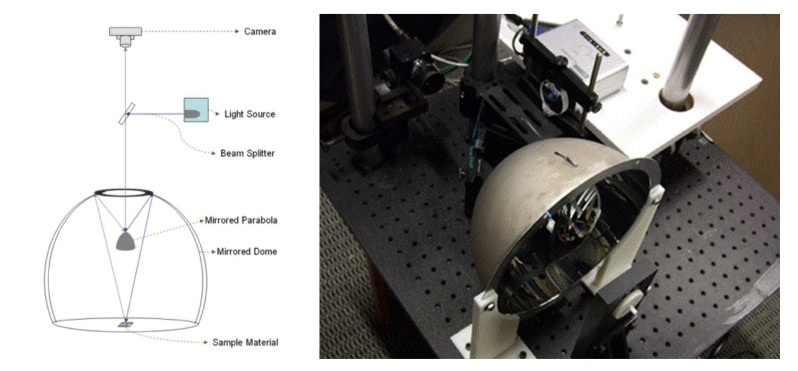 Camera
Light Source
Beam Splitter
Mirrored Parabola
Mirrored Dome
Sample Material